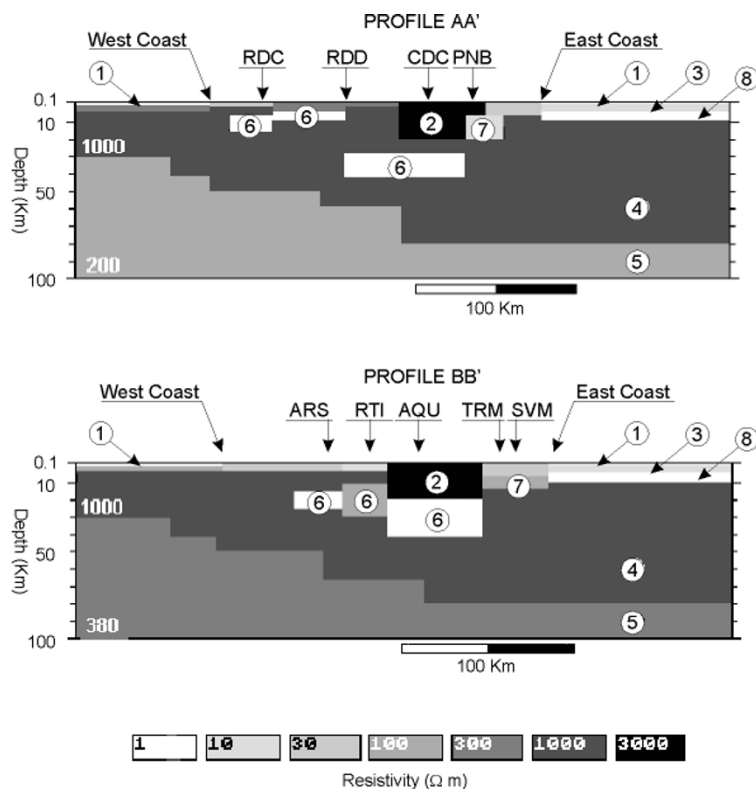 PROFILE AA'
West Coast
East Coast
RDC RDD CDC PNB
1 1 3 8
0.1
10
50
100
Depth (Km)
1000
200
6 6 2 7
6
4
5
100 Km
PROFILE BB'
West Coast
East Coast
ARS RTI AQU TRM SVM
1 1 3 8
0.1
10
50
100
Depth (Km)
1000
380
6 6 2 7
6
4
5
100 Km
1 10 30 100 300 1000 3000
Resistivity (Ω m)